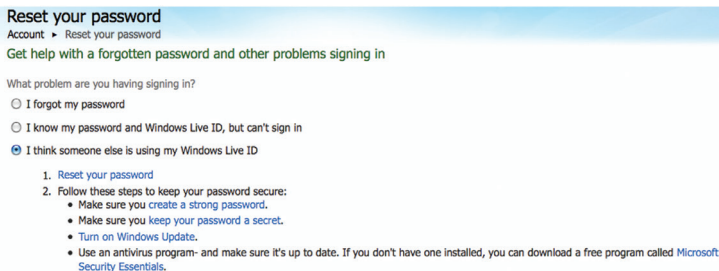 Reset your password
Account ► Reset your password
Get help with a forgotten password and other problems signing in
What problem are you having signing in?
I forgot my password
I know my password and Windows Live ID, but can't sign in
I think someone else is using my Windows Live ID
1. Reset your password
2. Follow these steps to keep your password secure:
• Make sure you create a strong password.
• Make sure you keep your password a secret.
• Turn on Windows Update.
• Use an antivirus program- and make sure it's up to date. If you don't have one installed, you can download a free program called Microsoft
Security Essentials.